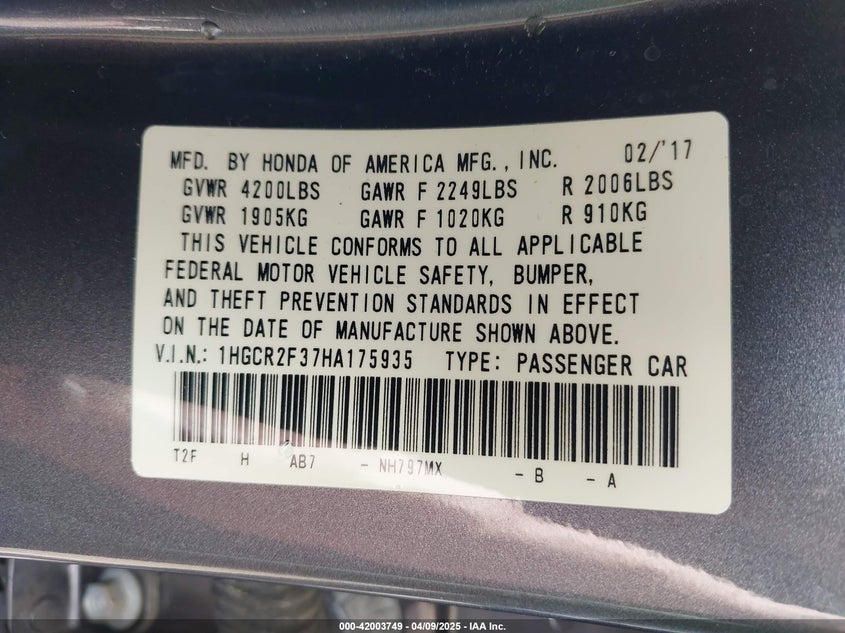 MFD. BY HONDA OF AMERICA MFG., INC. 02/'17
GVWR 4200LBS GAWR F 2249LBS R 2006LBS
GVWR 1905KG GAWR F 1020KG R 910KG
THIS VEHICLE CONFORMS TO ALL APPLICABLE
FEDERAL MOTOR VEHICLE SAFETY, BUMPER,
AND THEFT PREVENTION STANDARDS IN EFFECT
ON THE DATE OF MANUFACTURE SHOWN ABOVE.
V.I.N.: 1HGCR2F37HA175935 TYPE: PASSENGER CAR
T2F H AB7 - NH797MX - B - A
000-42003749 - 04/09/2025 - IAA Inc.